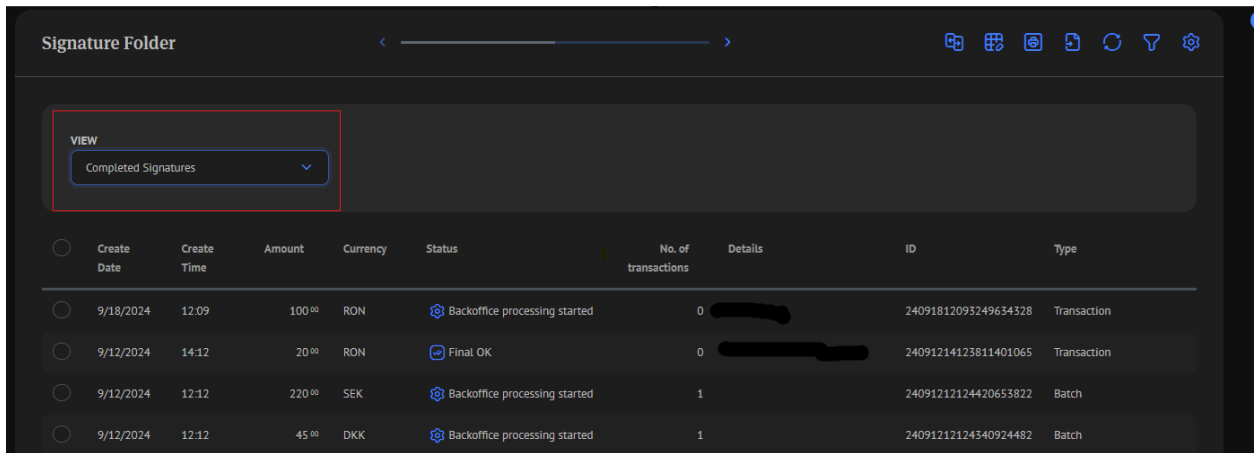 Signature Folder
VIEW
Completed Signatures
Create Date Create Time Amount Currency Status No. of transactions Details ID Type
9/18/2024 12:09 100 00 RON Backoffice processing started 0 24091812093249634328 Transaction
9/12/2024 14:12 20 00 RON Final OK 0 24091214123811401065 Transaction
9/12/2024 12:12 220 00 SEK Backoffice processing started 1 24091212124420653822 Batch
9/12/2024 12:12 45 00 DKK Backoffice processing started 1 24091212124340924482 Batch